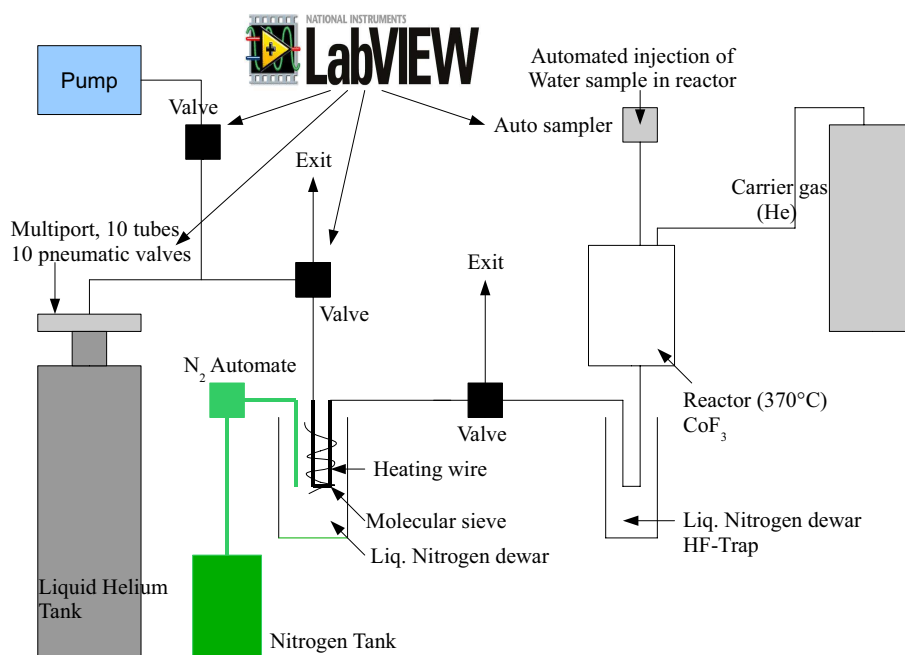 NATIONAL INSTRUMENTS
LabVIEW
Pump
Valve
Automated injection of
Water sample in reactor
Auto sampler
Exit
Carrier gas
(He)
Multiport, 10 tubes
10 pneumatic valves
Valve
Exit
N₂ Automate
Reactor (370°C)
CoF₃
Valve
Heating wire
Molecular sieve
Liq. Nitrogen dewar
Liq. Nitrogen dewar
HF-Trap
Liquid Helium
Tank
Nitrogen Tank